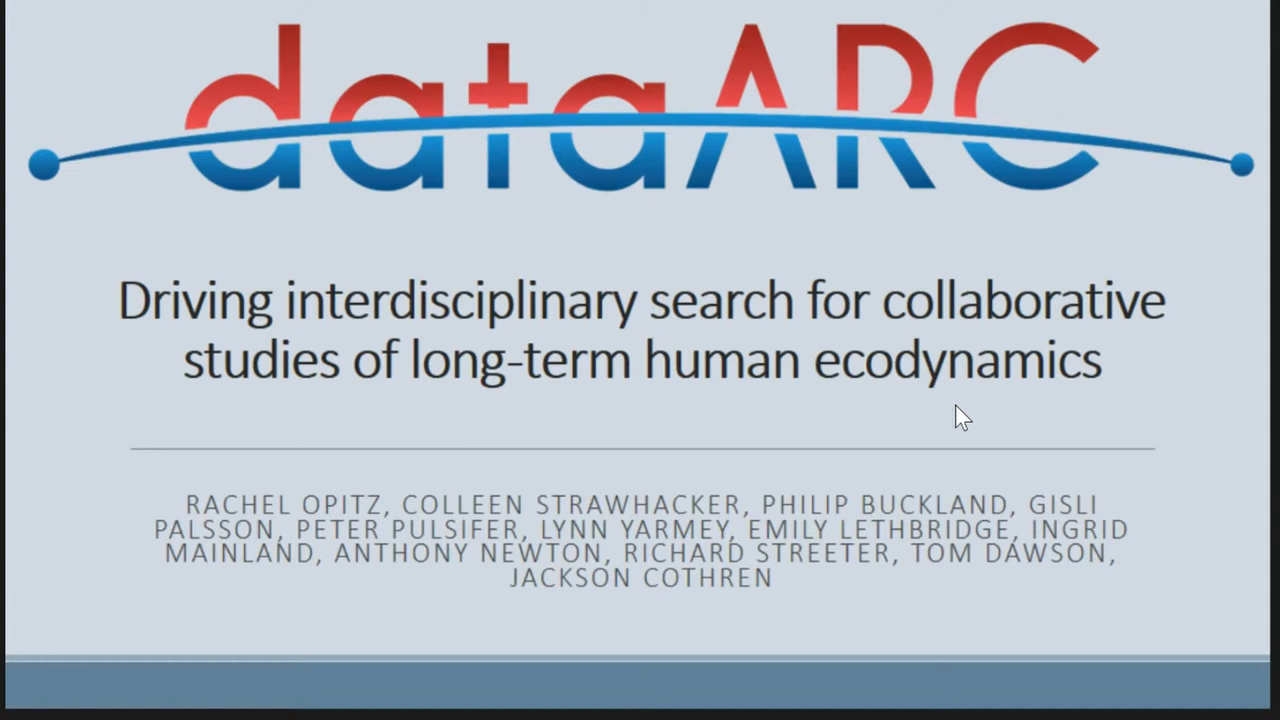 dataARC
Driving interdisciplinary search for collaborative
studies of long-term human ecodynamics
RACHEL OPITZ, COLLEEN STRAWHACKER, PHILIP BUCKLAND, GISLI
PALSSON, PETER PULSIFER, LYNN YARMEY, EMILY LETHBRIDGE, INGRID
MAINLAND, ANTHONY NEWTON, RICHARD STREETER, TOM DAWSON,
JACKSON COTHREN